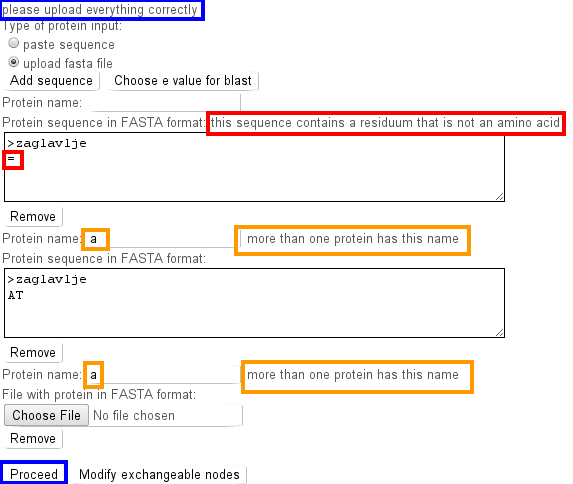 please upload everything correctly
Type of protein input:
paste sequence
upload fasta file
Add sequence Choose e value for blast
Protein name:
Protein sequence in FASTA format: this sequence contains a residuum that is not an amino acid
>zaglavlje
=
Remove
Protein name: a more than one protein has this name
Protein sequence in FASTA format:
>zaglavlje
AT
Remove
Protein name: a more than one protein has this name
File with protein in FASTA format:
Choose File No file chosen
Remove
Proceed Modify exchangeable nodes